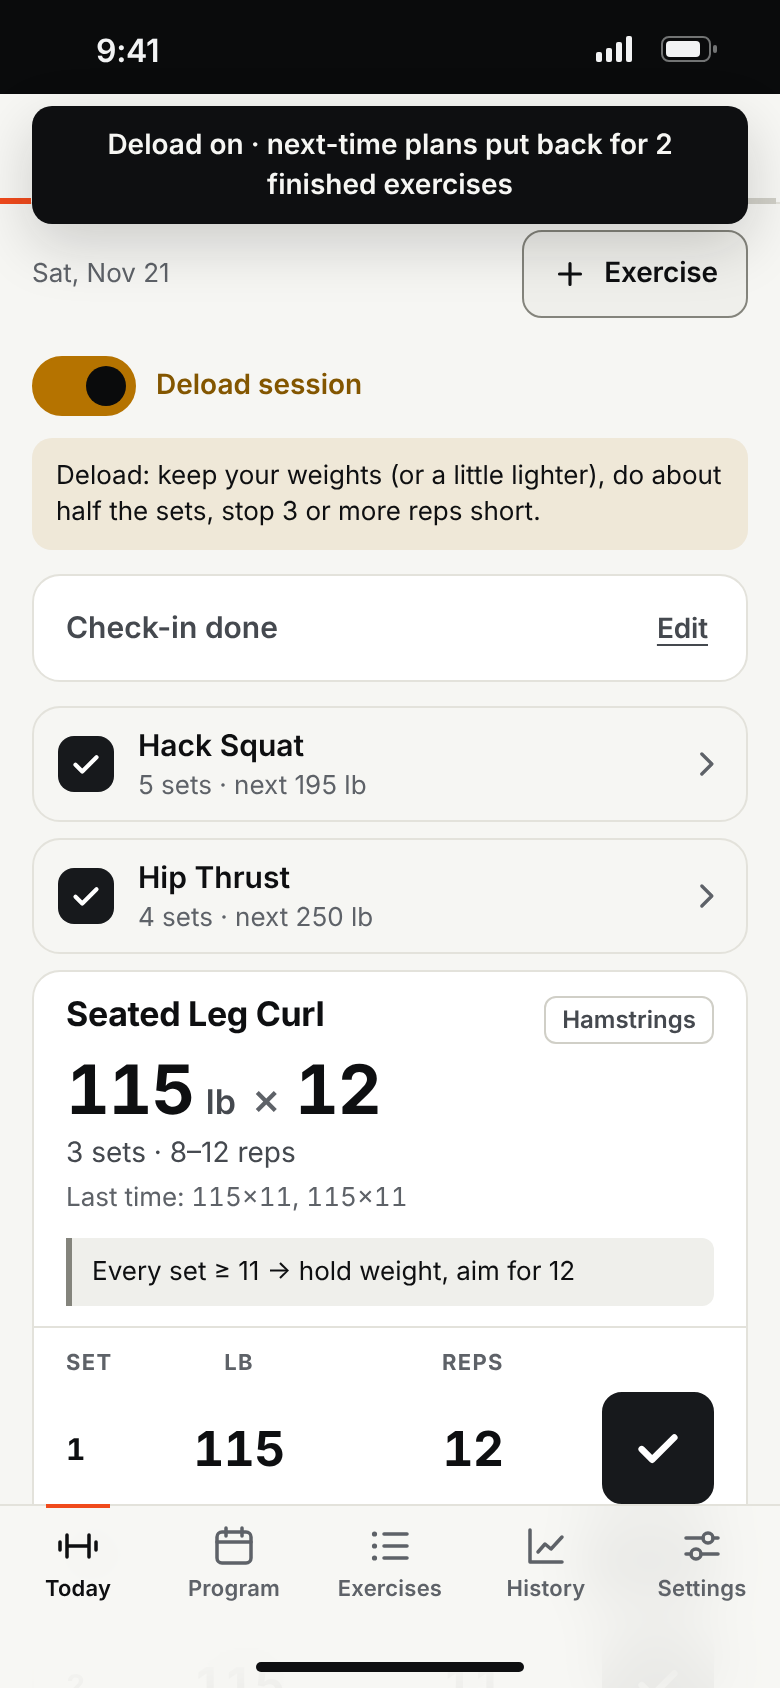 9:41
Deload on · next-time plans put back for 2
finished exercises
Sat, Nov 21
+ Exercise
Deload session
Deload: keep your weights (or a little lighter), do about
half the sets, stop 3 or more reps short.
Check-in done
Edit
Hack Squat
5 sets · next 195 lb
Hip Thrust
4 sets · next 250 lb
Seated Leg Curl
Hamstrings
115 lb × 12
3 sets · 8–12 reps
Last time: 115×11, 115×11
Every set ≥ 11 → hold weight, aim for 12
SET LB REPS
1 115 12
Today Program Exercises History Settings